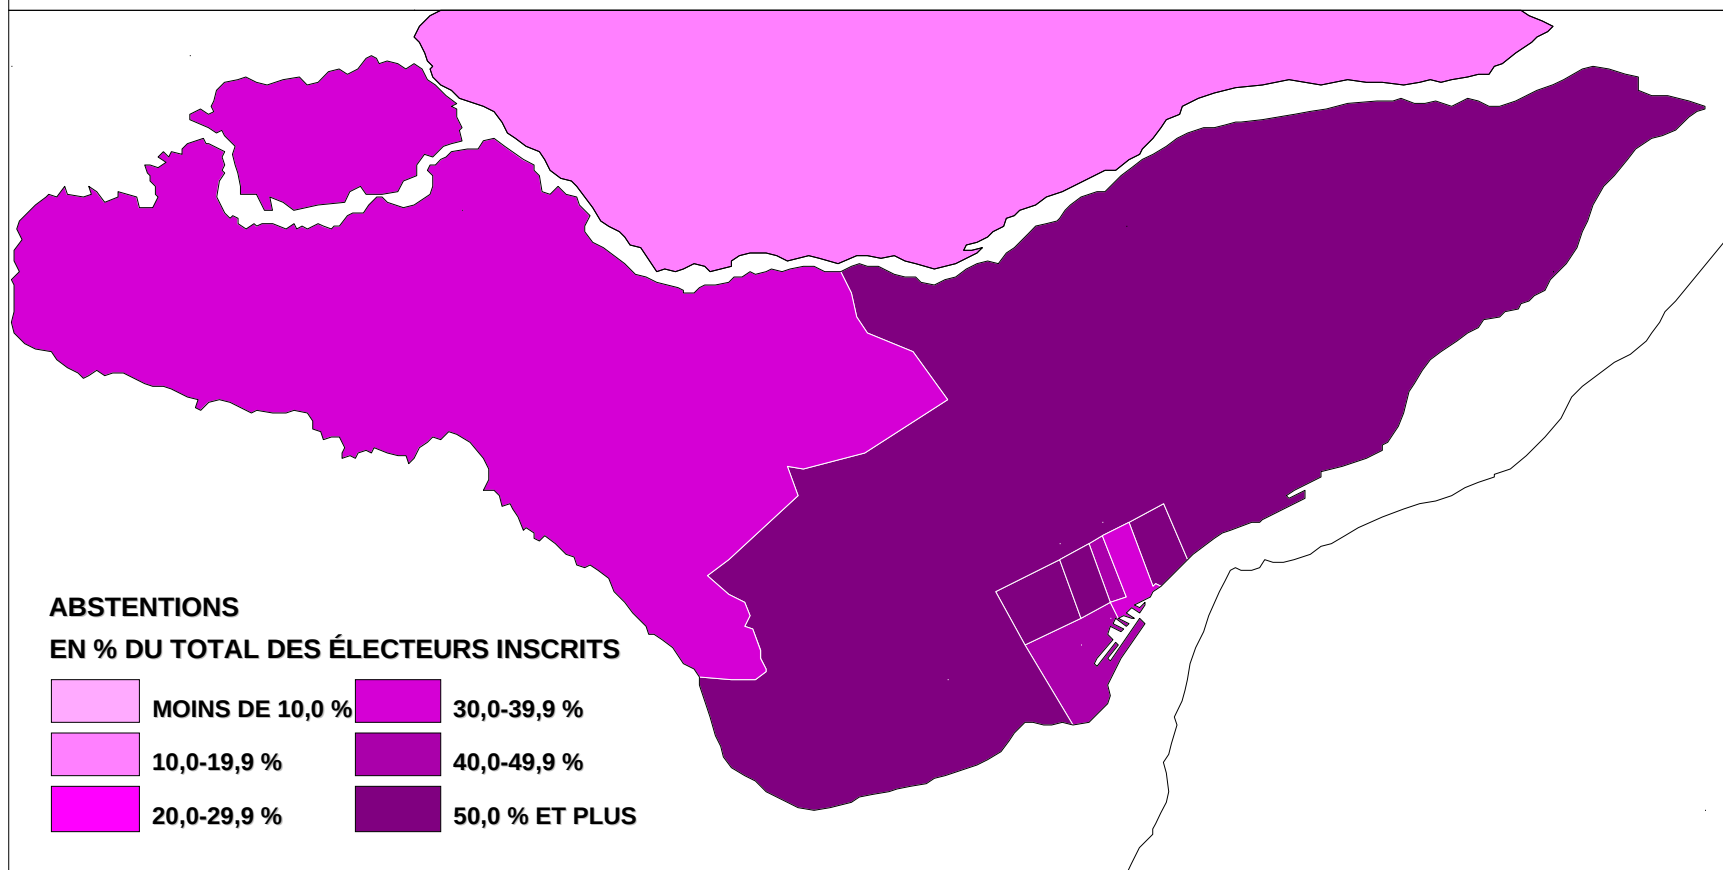 ABSTENTIONS
EN % DU TOTAL DES ÉLECTEURS INSCRITS
MOINS DE 10,0 %
10,0-19,9 %
20,0-29,9 %
30,0-39,9 %
40,0-49,9 %
50,0 % ET PLUS